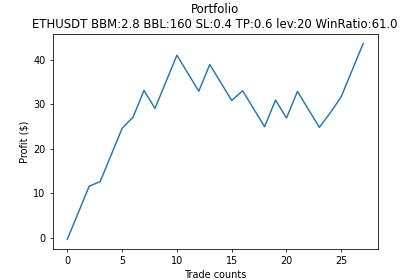 Portfolio
ETHUSDT BBM:2.8 BBL:160 SL:0.4 TP:0.6 lev:20 WinRatio:61.0
40
30
20
10
0
Profit ($)
0 5 10 15 20 25
Trade counts